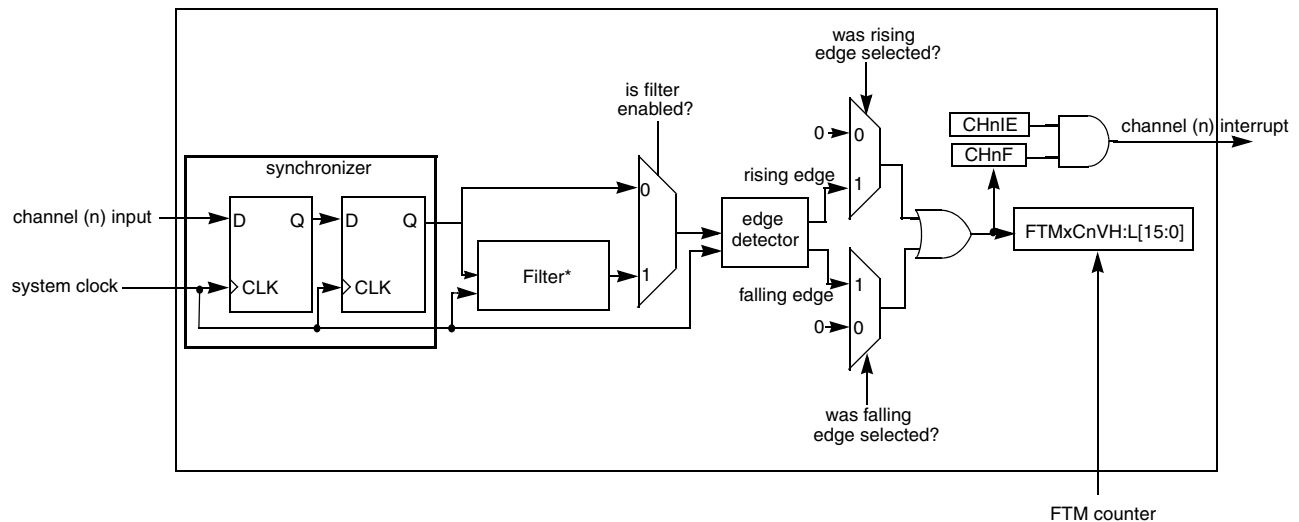 was rising
edge selected?
is filter
enabled?
0
0
CHnIE
channel (n) interrupt
CHnF
synchronizer
rising edge
1
0
channel (n) input
D
Q
D
Q
edge
detector
FTMxCnVH:L[15:0]
Filter*
1
system clock
CLK
CLK
falling edge
1
0
0
was falling
edge selected?
FTM counter